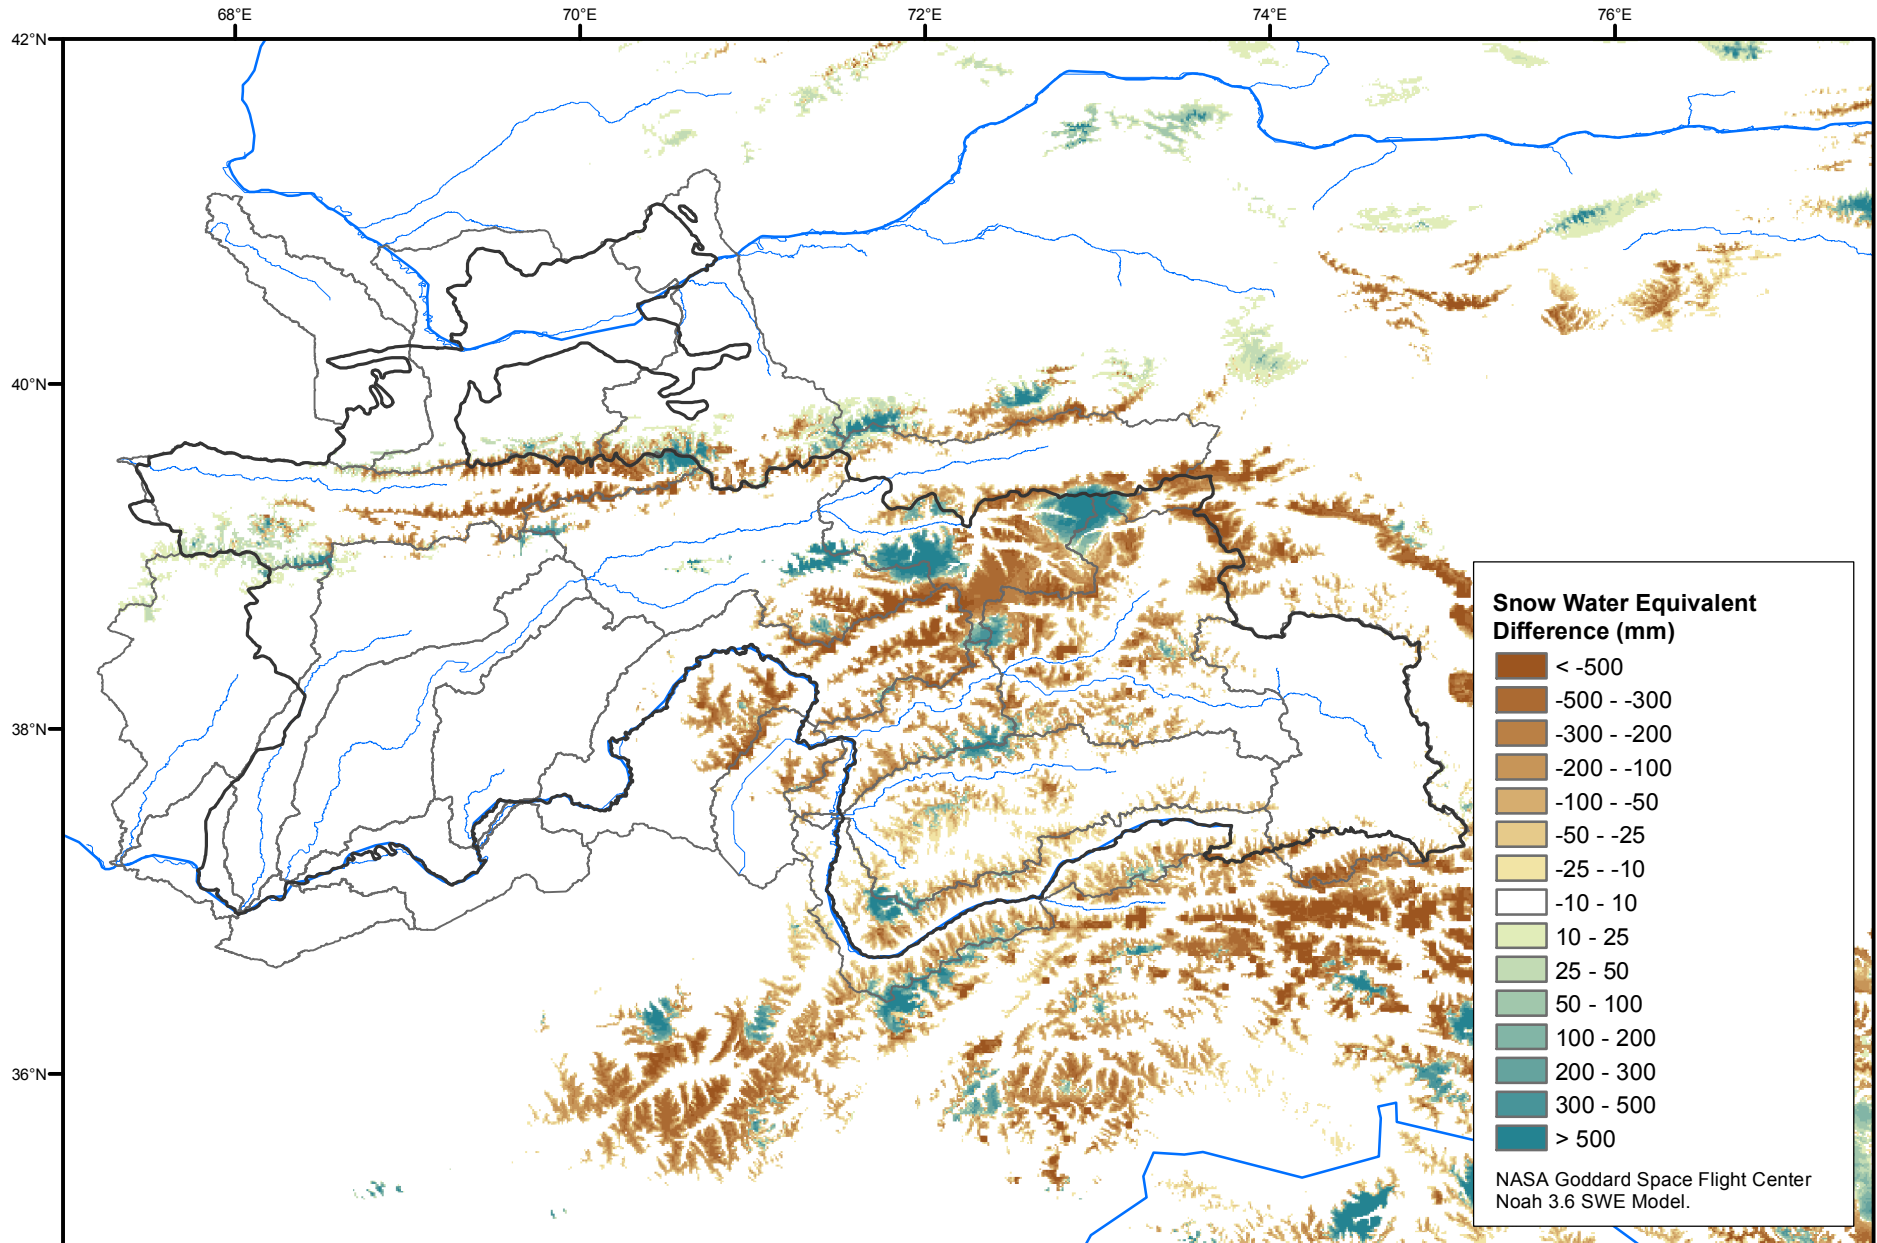 68°E 70°E 72°E 74°E 76°E
42°N
40°N
38°N
36°N
Snow Water Equivalent
Difference (mm)
< -500
-500 - -300
-300 - -200
-200 - -100
-100 - -50
-50 - -25
-25 - -10
-10 - 10
10 - 25
25 - 50
50 - 100
100 - 200
200 - 300
300 - 500
> 500
NASA Goddard Space Flight Center
Noah 3.6 SWE Model.